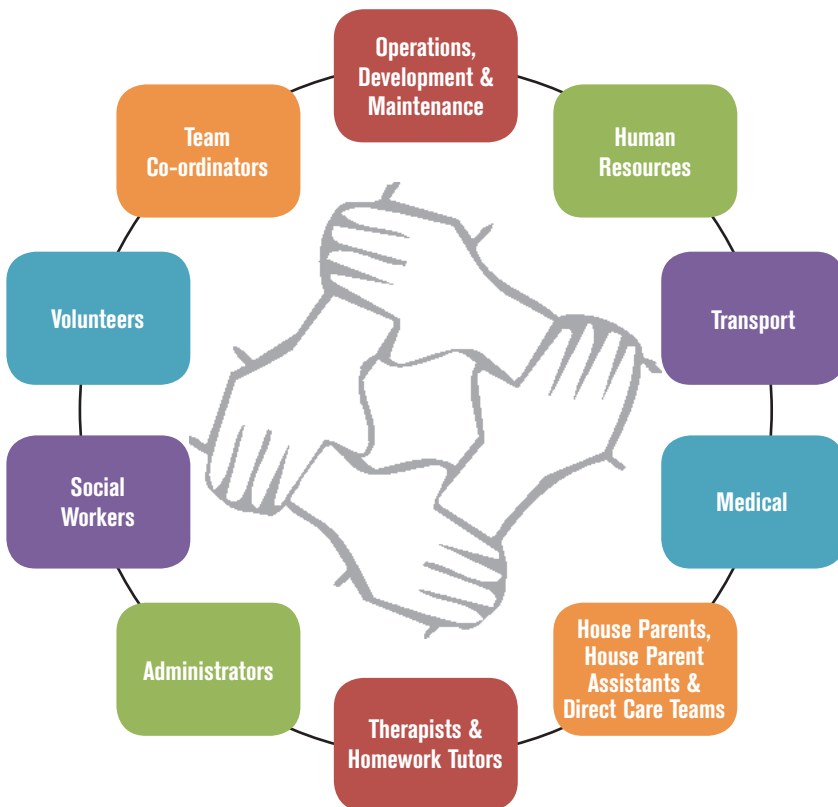 Operations,
Development &
Maintenance
Human
Resources
Transport
Medical
House Parents,
House Parent
Assistants &
Direct Care Teams
Therapists &
Homework Tutors
Administrators
Social
Workers
Volunteers
Team
Co-ordinators